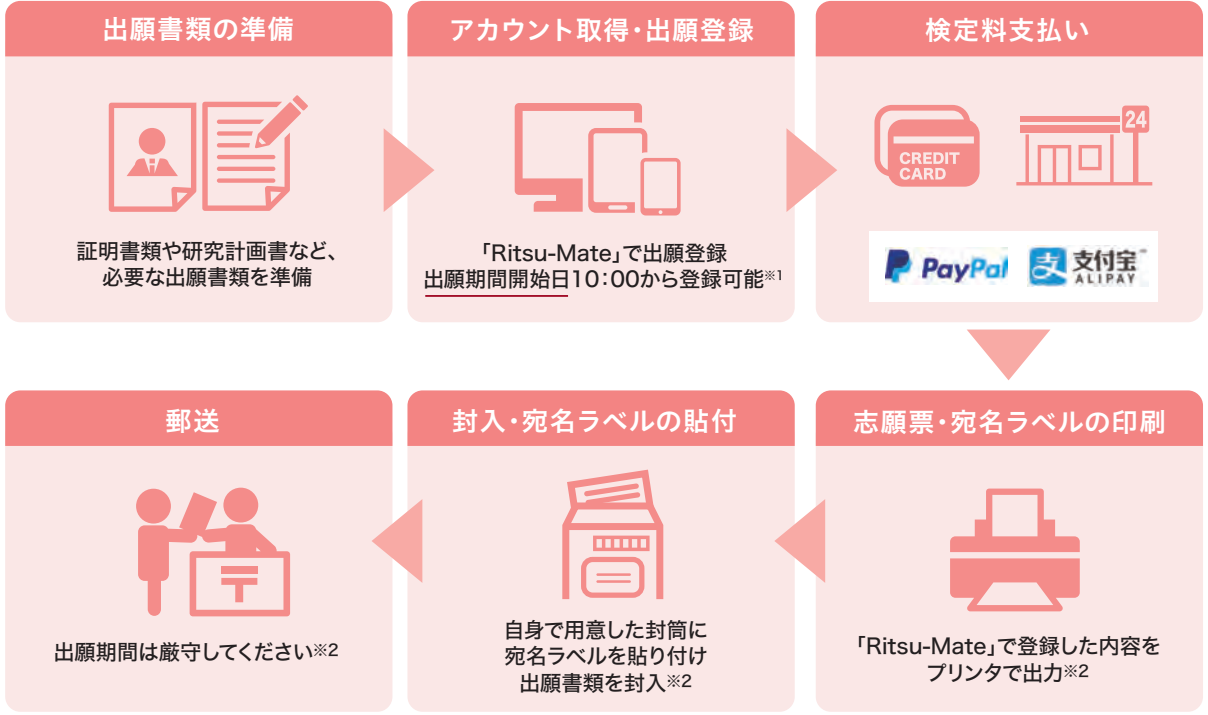 出願書類の準備
証明書類や研究計画書など、
必要な出願書類を準備
アカウント取得・出願登録
「Ritsu-Mate」で出願登録
出願期間開始日10：00から登録可能※1
検定料支払い
CREDIT
CARD
24
PayPal
支 支付宝™
ALIPAY
志願票・宛名ラベルの印刷
「Ritsu-Mate」で登録した内容を
プリンタで出力※2
封入・宛名ラベルの貼付
自身で用意した封筒に
宛名ラベルを貼り付け
出願書類を封入※2
郵送
〒
出願期間は厳守してください※2